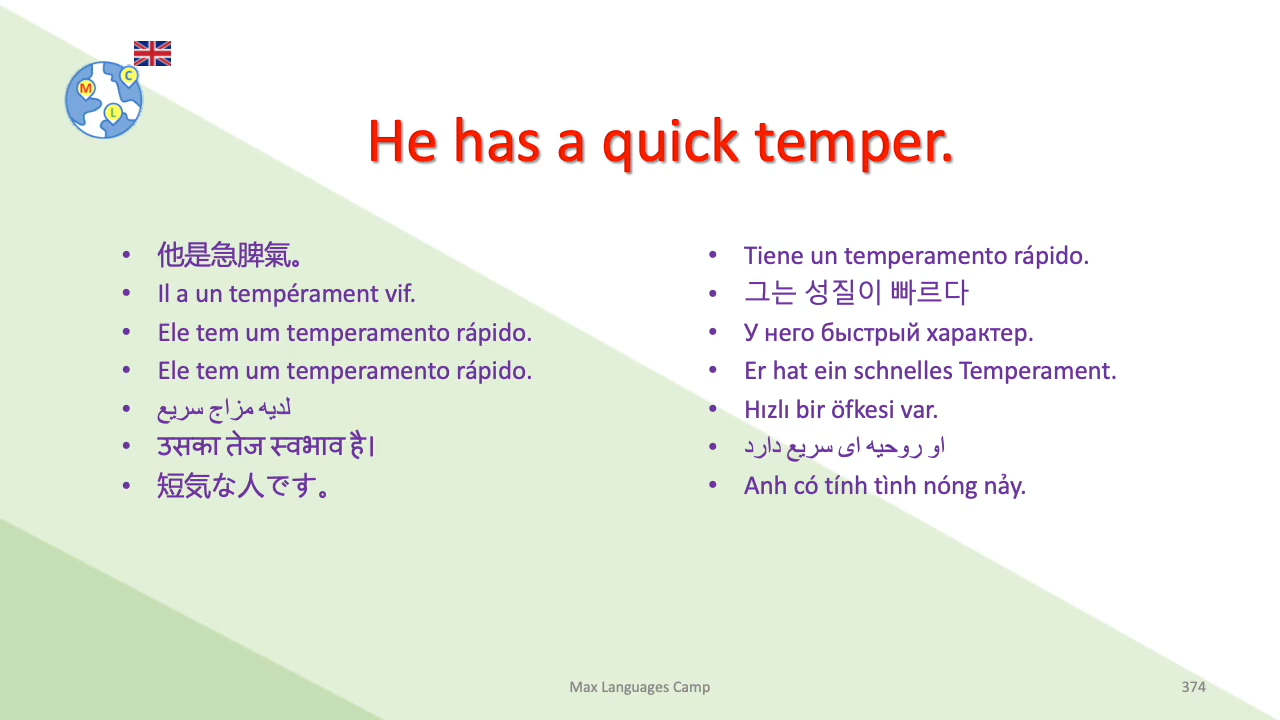 M
C
L
He has a quick temper.
• 他是急脾氣。
• Il a un tempérament vif.
• Ele tem um temperamento rápido.
• Ele tem um temperamento rápido.
• لديه مزاج سريع
• उसका तेज स्वभाव है।
• 短気な人です。
• Tiene un temperamento rápido.
• 그는 성질이 빠르다
• У него быстрый характер.
• Er hat ein schnelles Temperament.
• Hızlı bir öfkesi var.
• او روحیه ای سریع دارد
• Anh có tính tình nóng nảy.
Max Languages Camp
374